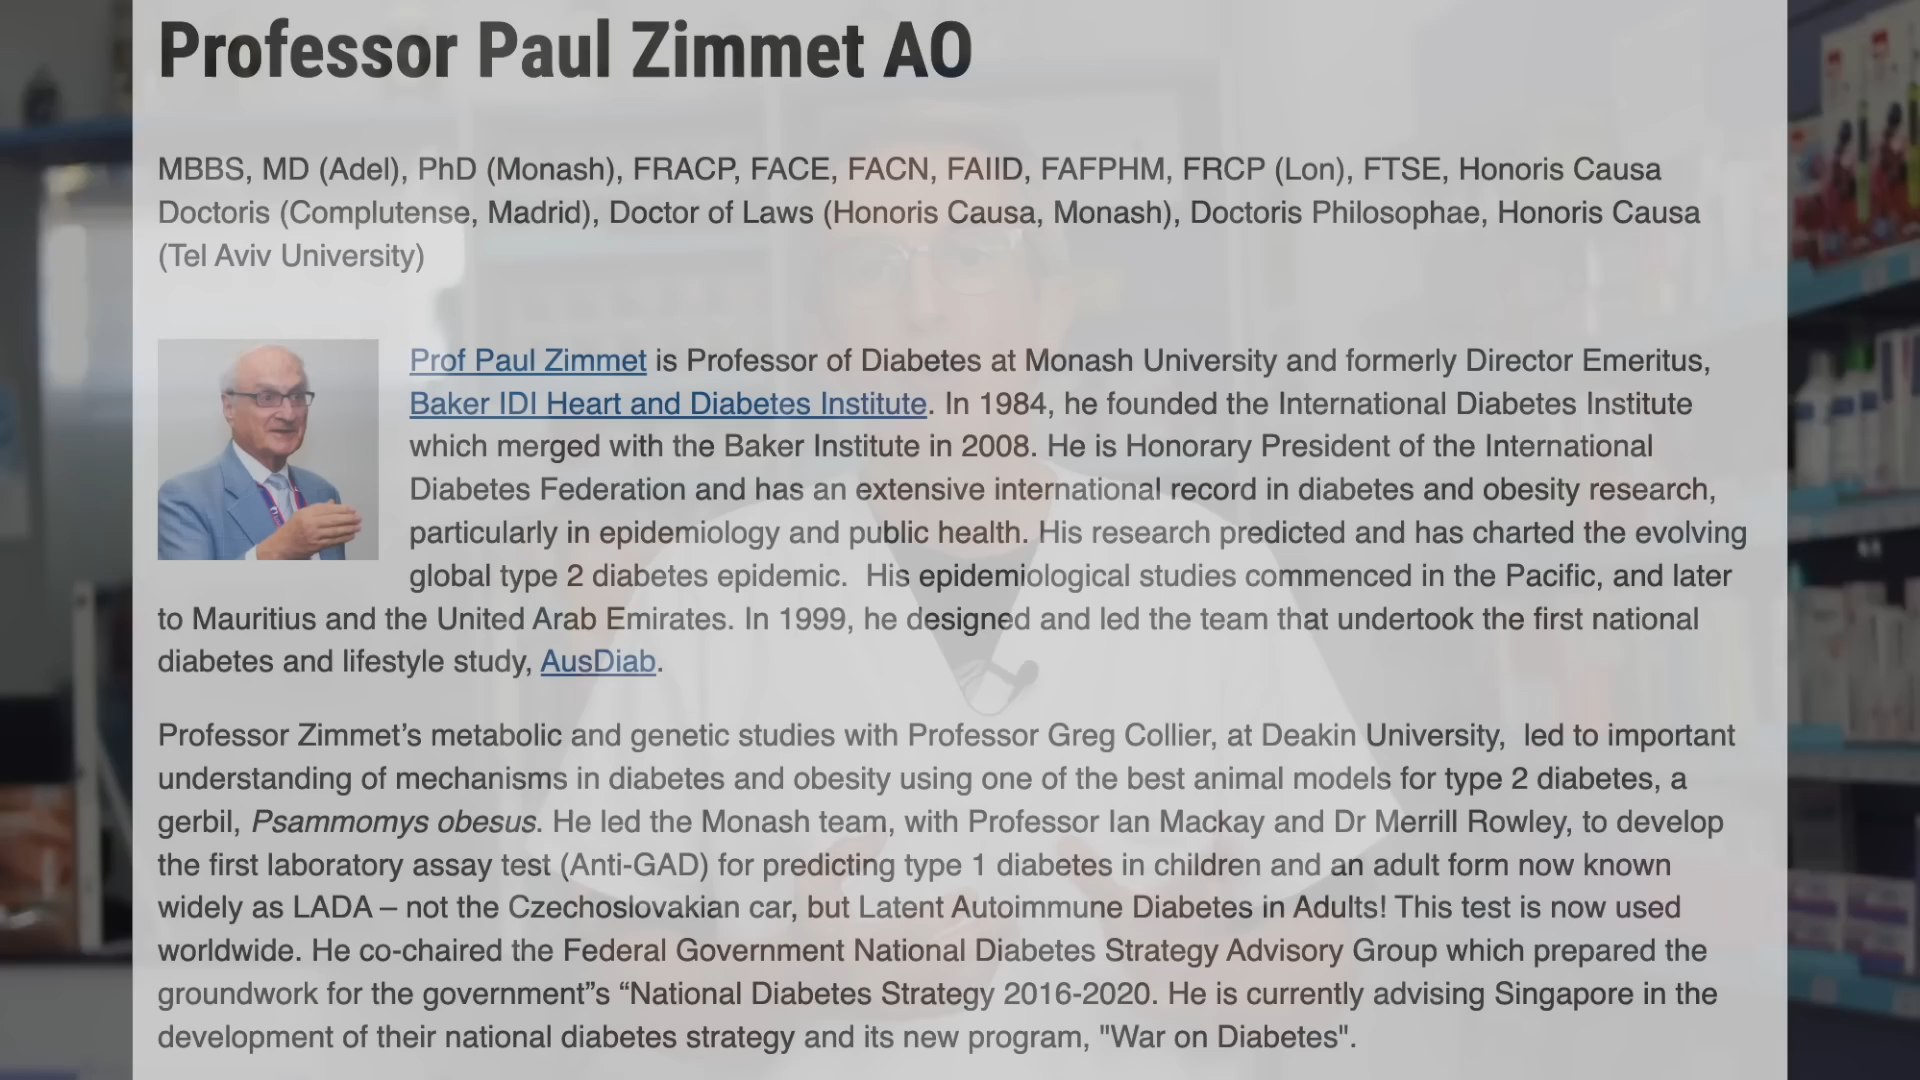 Professor Paul Zimmet AO
MBBS, MD (Adel), PhD (Monash), FRACP, FACE, FACN, FAIID, FAFPHM, FRCP (Lon), FTSE, Honoris Causa
Doctoris (Complutense, Madrid), Doctor of Laws (Honoris Causa, Monash), Doctoris Philosophae, Honoris Causa
(Tel Aviv University)
Prof Paul Zimmet is Professor of Diabetes at Monash University and formerly Director Emeritus,
Baker IDI Heart and Diabetes Institute. In 1984, he founded the International Diabetes Institute
which merged with the Baker Institute in 2008. He is Honorary President of the International
Diabetes Federation and has an extensive international record in diabetes and obesity research,
particularly in epidemiology and public health. His research predicted and has charted the evolving
global type 2 diabetes epidemic.  His epidemiological studies commenced in the Pacific, and later
to Mauritius and the United Arab Emirates. In 1999, he designed and led the team that undertook the first national
diabetes and lifestyle study, AusDiab.
Professor Zimmet’s metabolic and genetic studies with Professor Greg Collier, at Deakin University,  led to important
understanding of mechanisms in diabetes and obesity using one of the best animal models for type 2 diabetes, a
gerbil, Psammomys obesus. He led the Monash team, with Professor Ian Mackay and Dr Merrill Rowley, to develop
the first laboratory assay test (Anti-GAD) for predicting type 1 diabetes in children and an adult form now known
widely as LADA – not the Czechoslovakian car, but Latent Autoimmune Diabetes in Adults! This test is now used
worldwide. He co-chaired the Federal Government National Diabetes Strategy Advisory Group which prepared the
groundwork for the government”s “National Diabetes Strategy 2016-2020. He is currently advising Singapore in the
development of their national diabetes strategy and its new program, "War on Diabetes".